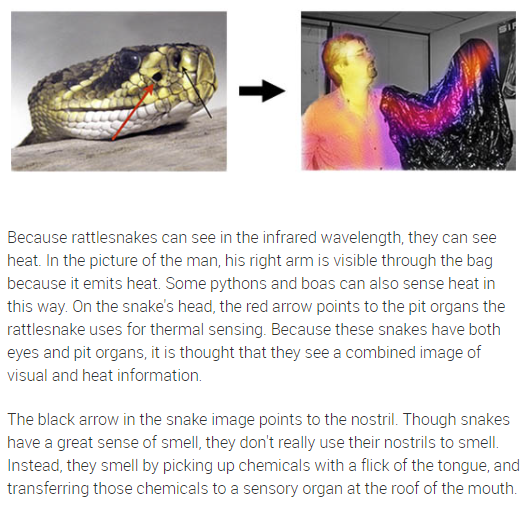 Because rattlesnakes can see in the infrared wavelength, they can see
heat. In the picture of the man, his right arm is visible through the bag
because it emits heat. Some pythons and boas can also sense heat in
this way. On the snake's head, the red arrow points to the pit organs the
rattlesnake uses for thermal sensing. Because these snakes have both
eyes and pit organs, it is thought that they see a combined image of
visual and heat information.
The black arrow in the snake image points to the nostril. Though snakes
have a great sense of smell, they don't really use their nostrils to smell.
Instead, they smell by picking up chemicals with a flick of the tongue, and
transferring those chemicals to a sensory organ at the roof of the mouth.